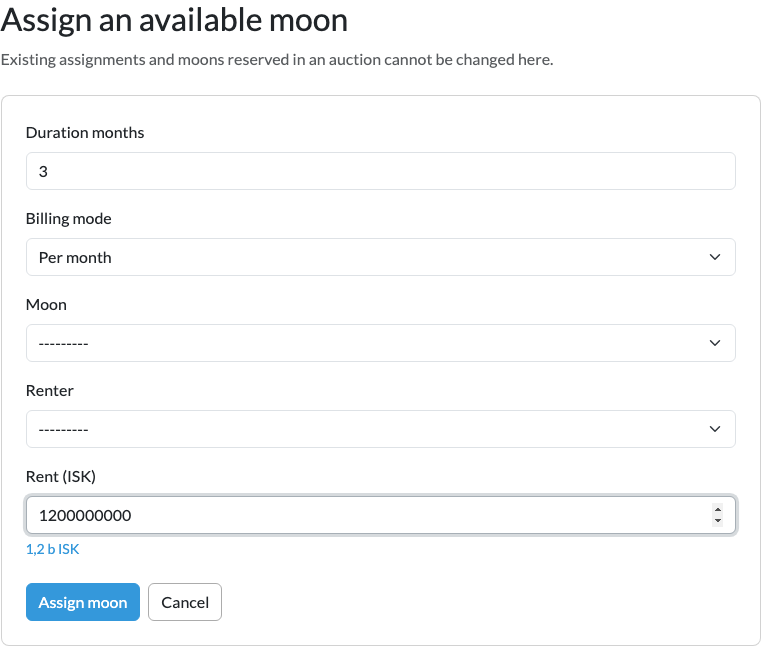 Assign an available moon
Existing assignments and moons reserved in an auction cannot be changed here.
Duration months
3
Billing mode
Per month
Moon
---------
Renter
---------
Rent (ISK)
1200000000
1,2 b ISK
Assign moon
Cancel